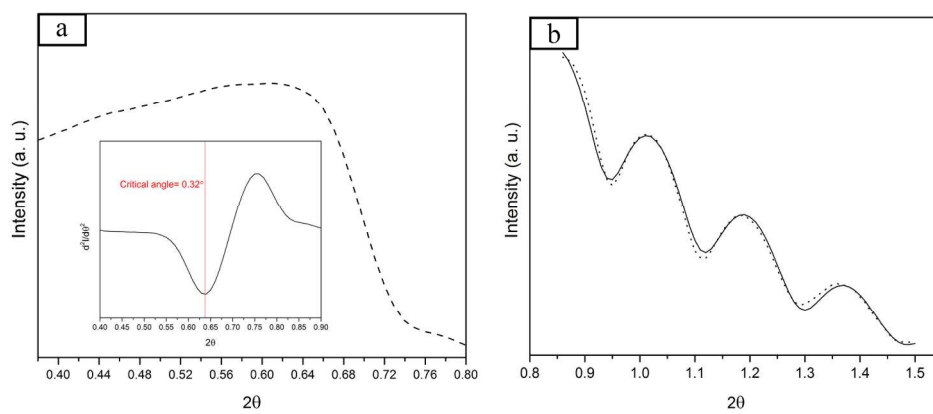 a
Intensity (a. u.)
0.40 0.44 0.48 0.52 0.56 0.60 0.64 0.68 0.72 0.76 0.80
2θ
Critical angle= 0.32°
d²I/dθ²
0.40 0.45 0.50 0.55 0.60 0.65 0.70 0.75 0.80 0.85 0.90
2θ
b
Intensity (a. u.)
0.8 0.9 1.0 1.1 1.2 1.3 1.4 1.5
2θ